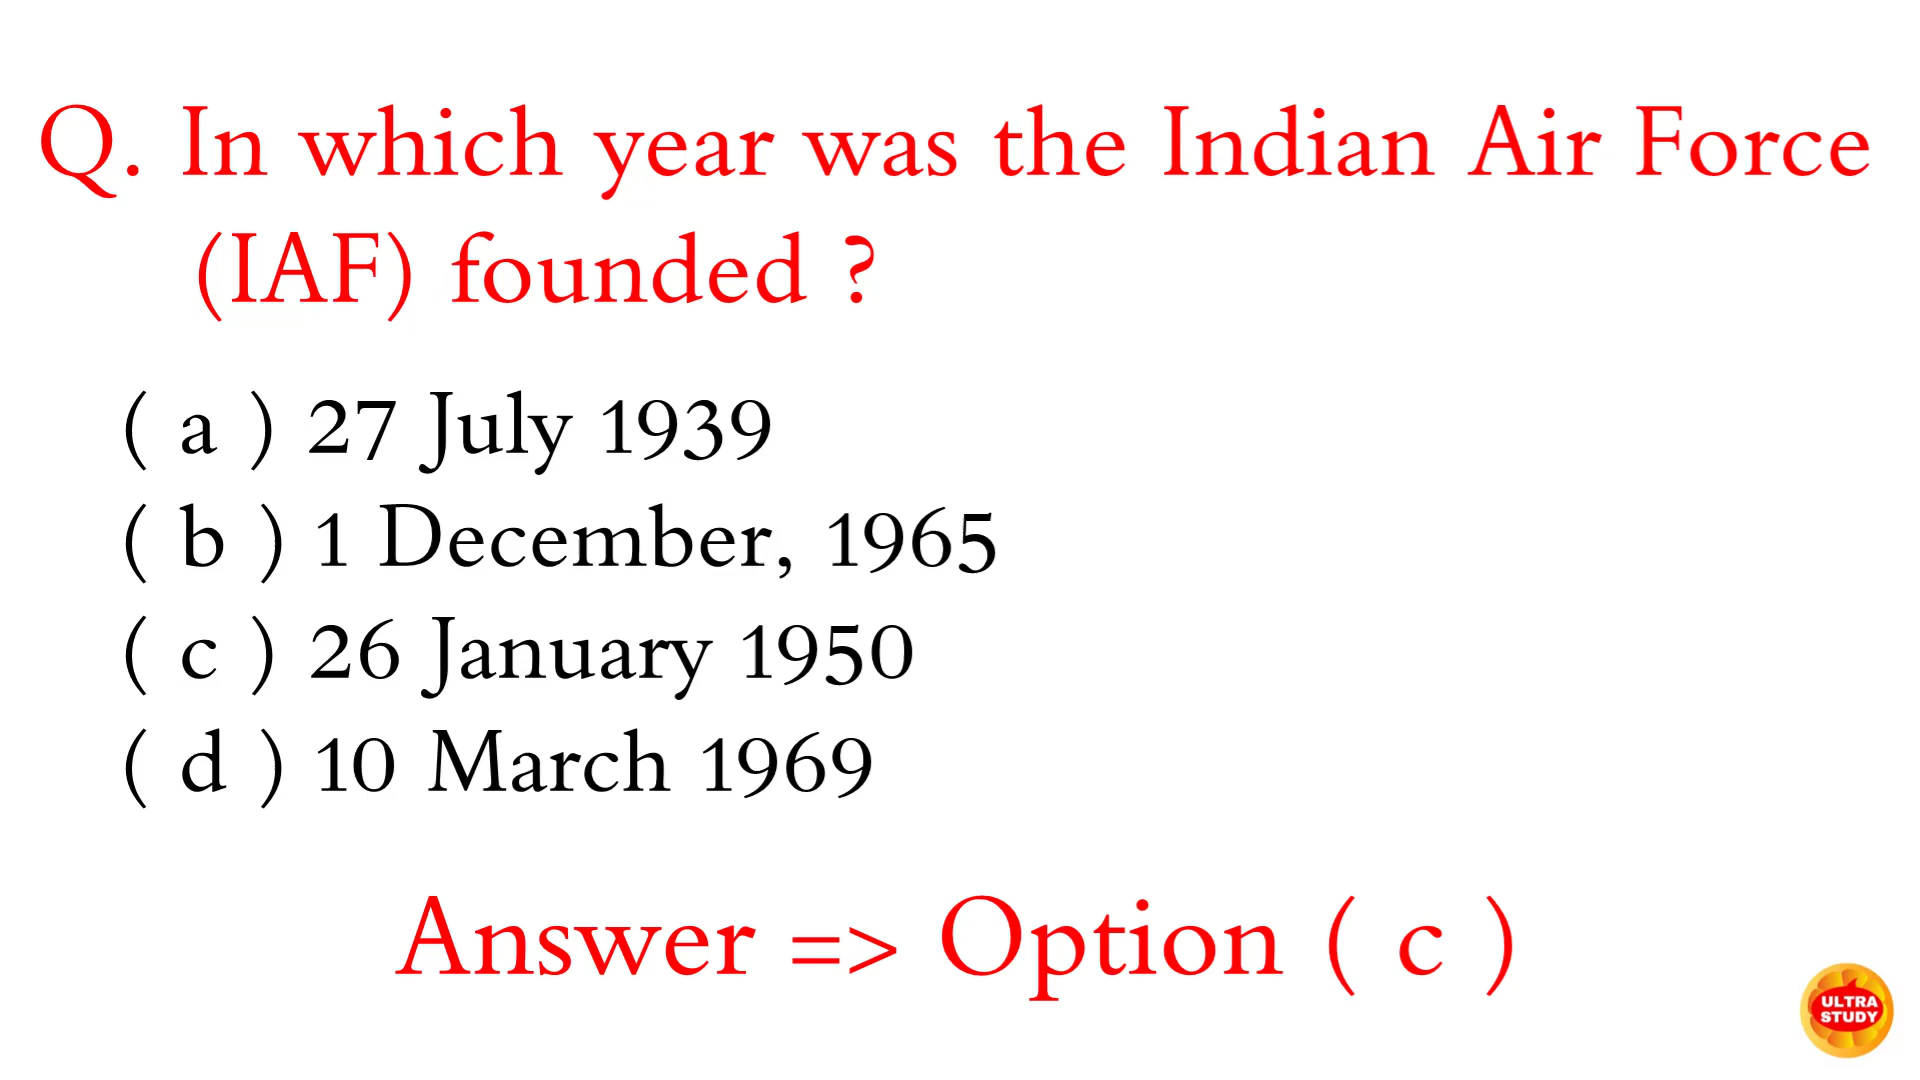 Q. In which year was the Indian Air Force
(IAF) founded ?
( a ) 27 July 1939
( b ) 1 December, 1965
( c ) 26 January 1950
( d ) 10 March 1969
Answer => Option ( c )
ULTRA
STUDY